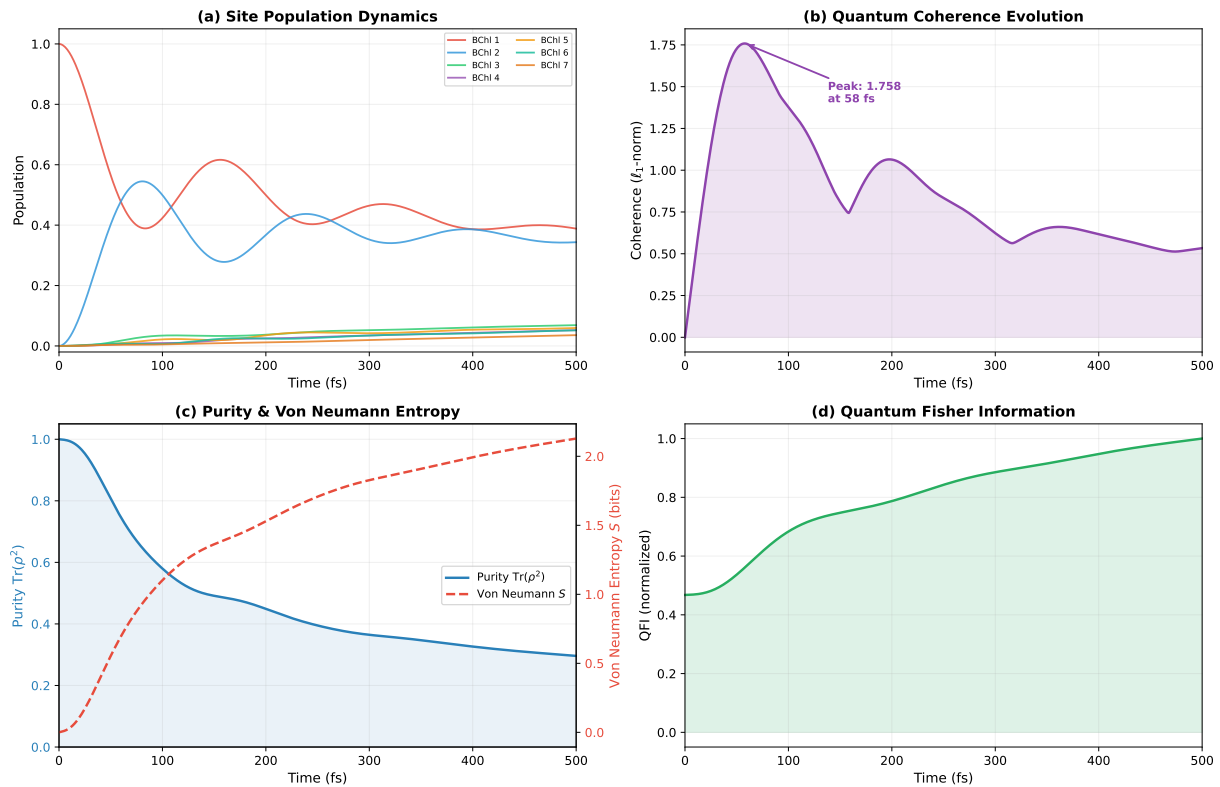 (a) Site Population Dynamics
1.0
0.8
0.6
0.4
0.2
0.0
Population
BChl 1
BChl 2
BChl 3
BChl 4
BChl 5
BChl 6
BChl 7
0 100 200 300 400 500
Time (fs)
(b) Quantum Coherence Evolution
1.75
1.50
1.25
1.00
0.75
0.50
0.25
0.00
Coherence (ℓ₁-norm)
Peak: 1.758
at 58 fs
0 100 200 300 400 500
Time (fs)
(c) Purity & Von Neumann Entropy
1.0
0.8
0.6
0.4
0.2
0.0
Purity Tr(ρ²)
Purity Tr(ρ²)
Von Neumann S
2.0
1.5
1.0
0.5
0.0
Von Neumann Entropy S (bits)
0 100 200 300 400 500
Time (fs)
(d) Quantum Fisher Information
1.0
0.8
0.6
0.4
0.2
0.0
QFI (normalized)
0 100 200 300 400 500
Time (fs)